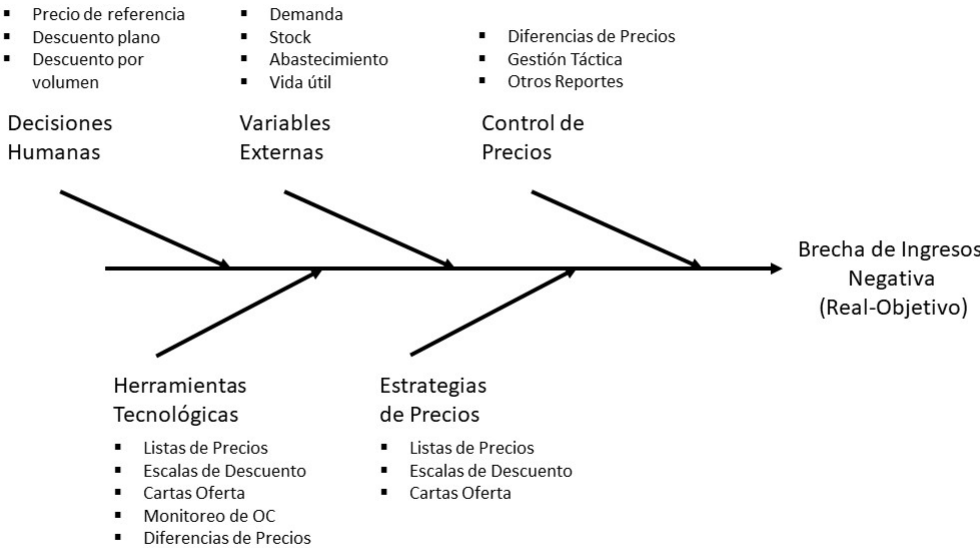 ▪ Precio de referencia
▪ Descuento plano
▪ Descuento por
volumen
Decisiones
Humanas
▪ Demanda
▪ Stock
▪ Abastecimiento
▪ Vida útil
Variables
Externas
▪ Diferencias de Precios
▪ Gestión Táctica
▪ Otros Reportes
Control de
Precios
Brecha de Ingresos
Negativa
(Real-Objetivo)
Herramientas
Tecnológicas
▪ Listas de Precios
▪ Escalas de Descuento
▪ Cartas Oferta
▪ Monitoreo de OC
▪ Diferencias de Precios
Estrategias
de Precios
▪ Listas de Precios
▪ Escalas de Descuento
▪ Cartas Oferta